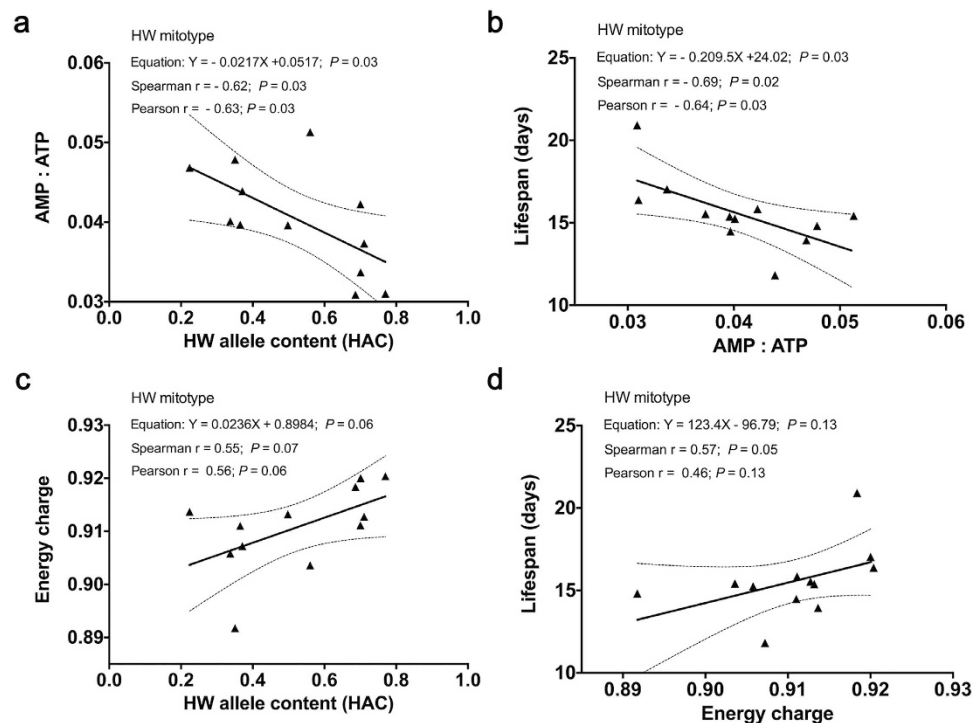 a
HW mitotype
Equation: Y = - 0.0217X +0.0517; P = 0.03
Spearman r = - 0.62; P = 0.03
Pearson r = - 0.63; P = 0.03
0.06
0.05
0.04
0.03
AMP : ATP
0.0 0.2 0.4 0.6 0.8 1.0
HW allele content (HAC)
b
HW mitotype
Equation: Y = - 0.209.5X +24.02; P = 0.03
Spearman r = - 0.69; P = 0.02
Pearson r = - 0.64; P = 0.03
25
20
15
10
Lifespan (days)
0.03 0.04 0.05 0.06
AMP : ATP
c
HW mitotype
Equation: Y = 0.0236X + 0.8984; P = 0.06
Spearman r = 0.55; P = 0.07
Pearson r = 0.56; P = 0.06
0.93
0.92
0.91
0.90
0.89
Energy charge
0.0 0.2 0.4 0.6 0.8 1.0
HW allele content (HAC)
d
HW mitotype
Equation: Y = 123.4X - 96.79; P = 0.13
Spearman r = 0.57; P = 0.05
Pearson r = 0.46; P = 0.13
25
20
15
10
Lifespan (days)
0.89 0.90 0.91 0.92 0.93
Energy charge